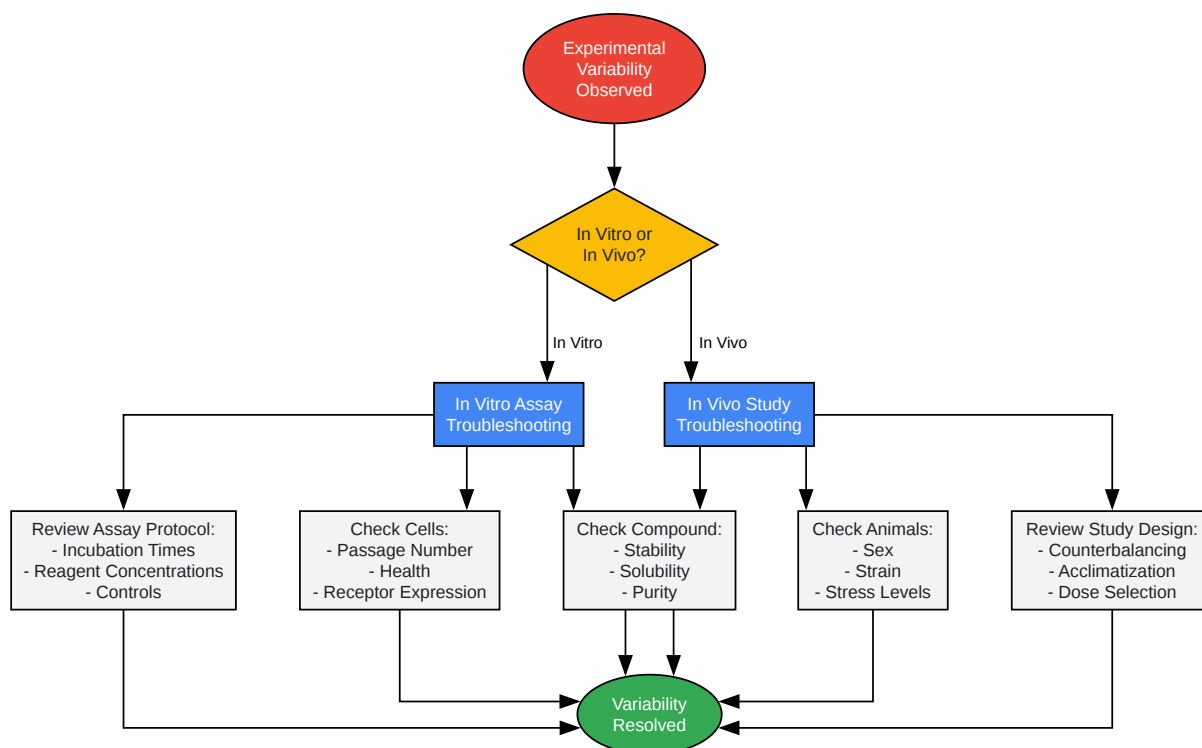 Experimental
Variability
Observed
In Vitro or
In Vivo?
In Vitro
In Vivo
In Vitro Assay
Troubleshooting
In Vivo Study
Troubleshooting
Review Assay Protocol:
- Incubation Times
- Reagent Concentrations
- Controls
Check Cells:
- Passage Number
- Health
- Receptor Expression
Check Compound:
- Stability
- Solubility
- Purity
Check Animals:
- Sex
- Strain
- Stress Levels
Review Study Design:
- Counterbalancing
- Acclimatization
- Dose Selection
Variability
Resolved